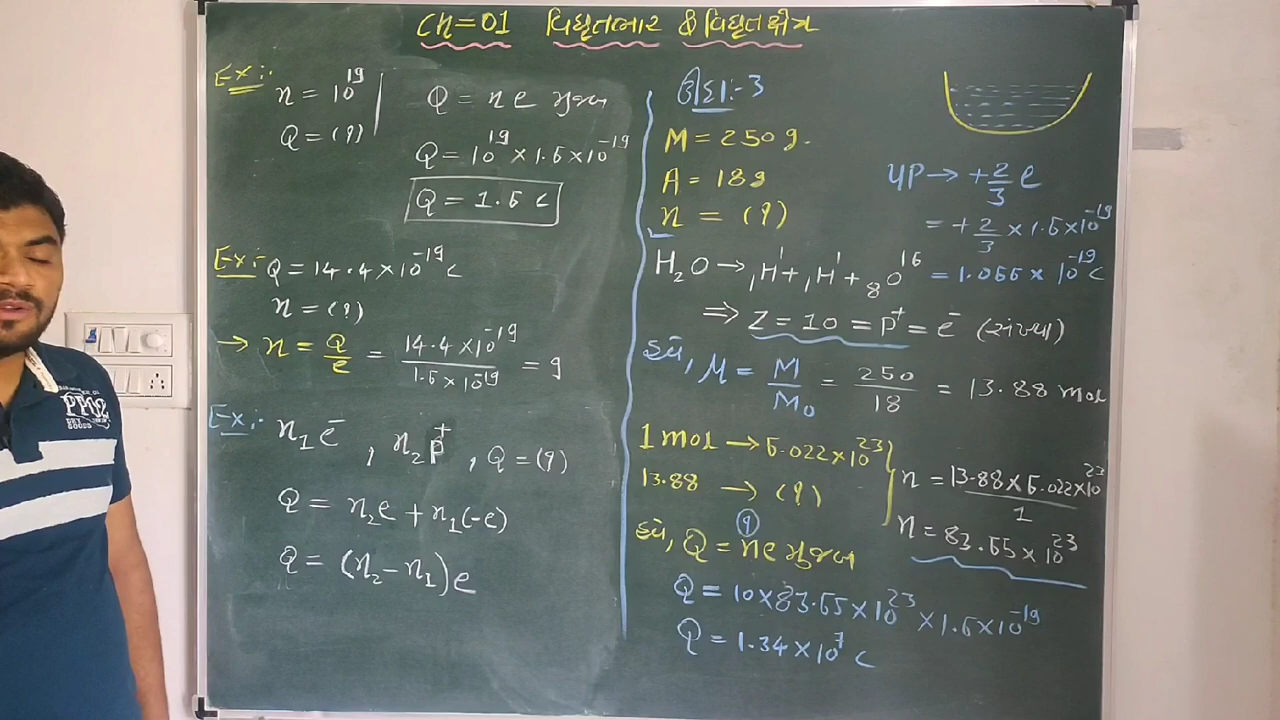 Ch=01 વિદ્યુતભાર & વિદ્યુતક્ષેત્ર
Ex:-
n = 10^19
Q = (?)
Q = ne મુજબ
Q = 10^19 × 1.6×10^-19
Q = 1.6 C
Ex:- Q = 14.4×10^-19 C
n = (?)
→ n = Q/e = 14.4×10^-19 / 1.6×10^-19 = 9
Ex:- n₁e⁻, n₂p⁺, Q = (?)
Q = n₂e + n₁(-e)
Q = (n₂-n₁)e
ઉદા:-3
M = 250 g.
A = 18 g
n = (?)
H₂O → ₁H¹ + ₁H¹ + ₈O¹⁶
⇒ Z = 10 = p⁺ = e⁻ (સંખ્યા)
હવે, μ = M/M₀ = 250/18 = 13.88 mol
1 mol → 6.022×10^23
13.88 → (?)
n = 13.88×6.022×10^23 / 1
n = 83.65×10^23
હવે, Q = ne મુજબ
Q = 10×83.65×10^23×1.6×10^-19
Q = 1.34×10^7 C
UP → +2/3 e
= +2/3 × 1.6×10^-19
= 1.066×10^-19 C